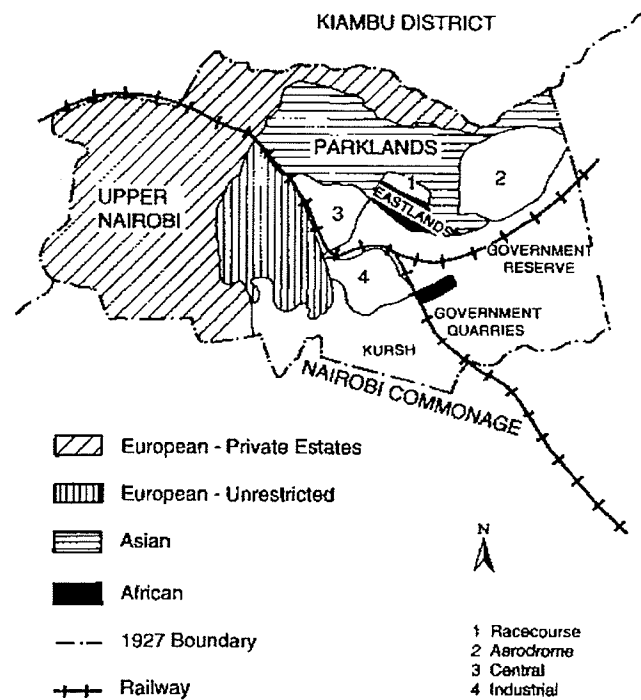 KIAMBU DISTRICT
PARKLANDS
1
2
UPPER
NAIROBI
EASTLANDS
3
GOVERNMENT
RESERVE
4
GOVERNMENT
QUARRIES
KURSH
NAIROBI COMMONAGE
European - Private Estates
European - Unrestricted
Asian
African
1927 Boundary
Railway
N
1 Racecourse
2 Aerodrome
3 Central
4 Industrial